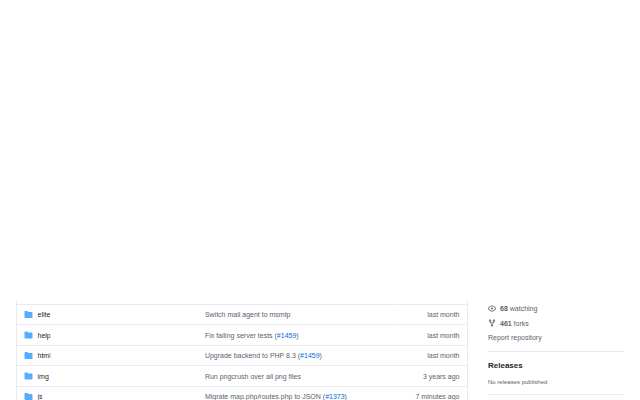 elite Switch mail agent to msmtp last month
help Fix failing server tests (#1459) last month
html Upgrade backend to PHP 8.3 (#1459) last month
img Run pngcrush over all png files 3 years ago
js Migrate map.php/routes.php to JSON (#1373) 7 minutes ago
68 watching
461 forks
Report repository
Releases
No releases published